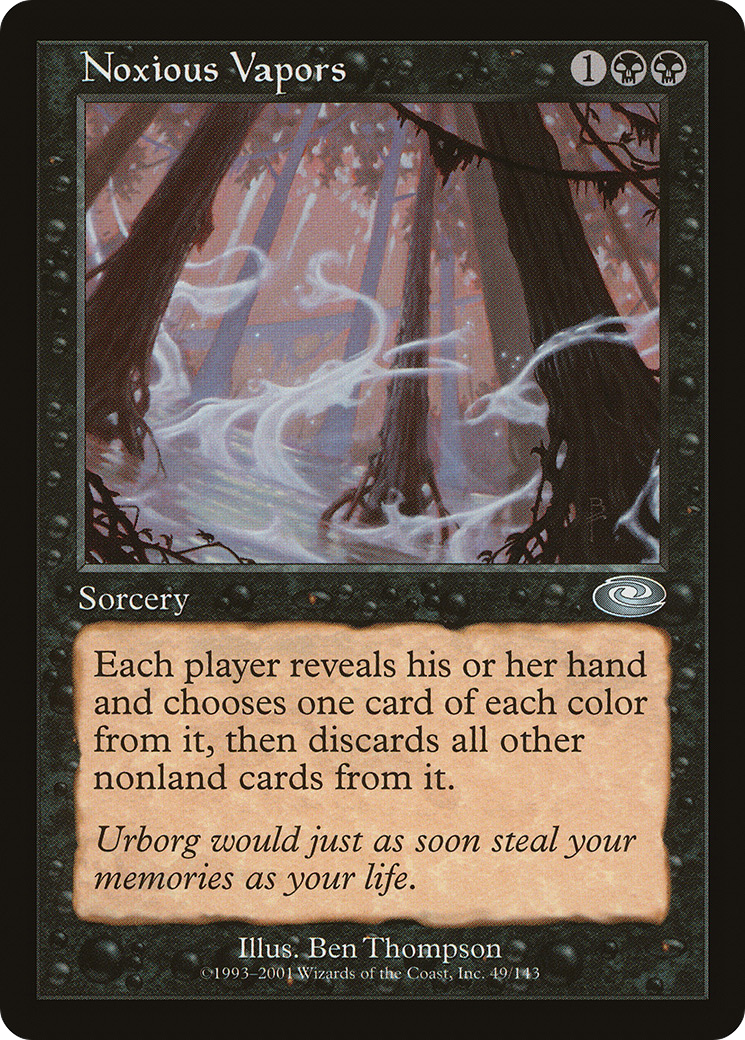 Noxious Vapors 1
Sorcery
Each player reveals his or her hand
and chooses one card of each color
from it, then discards all other
nonland cards from it.
Urborg would just as soon steal your
memories as your life.
Illus. Ben Thompson
©1993–2001 Wizards of the Coast, Inc. 49/143